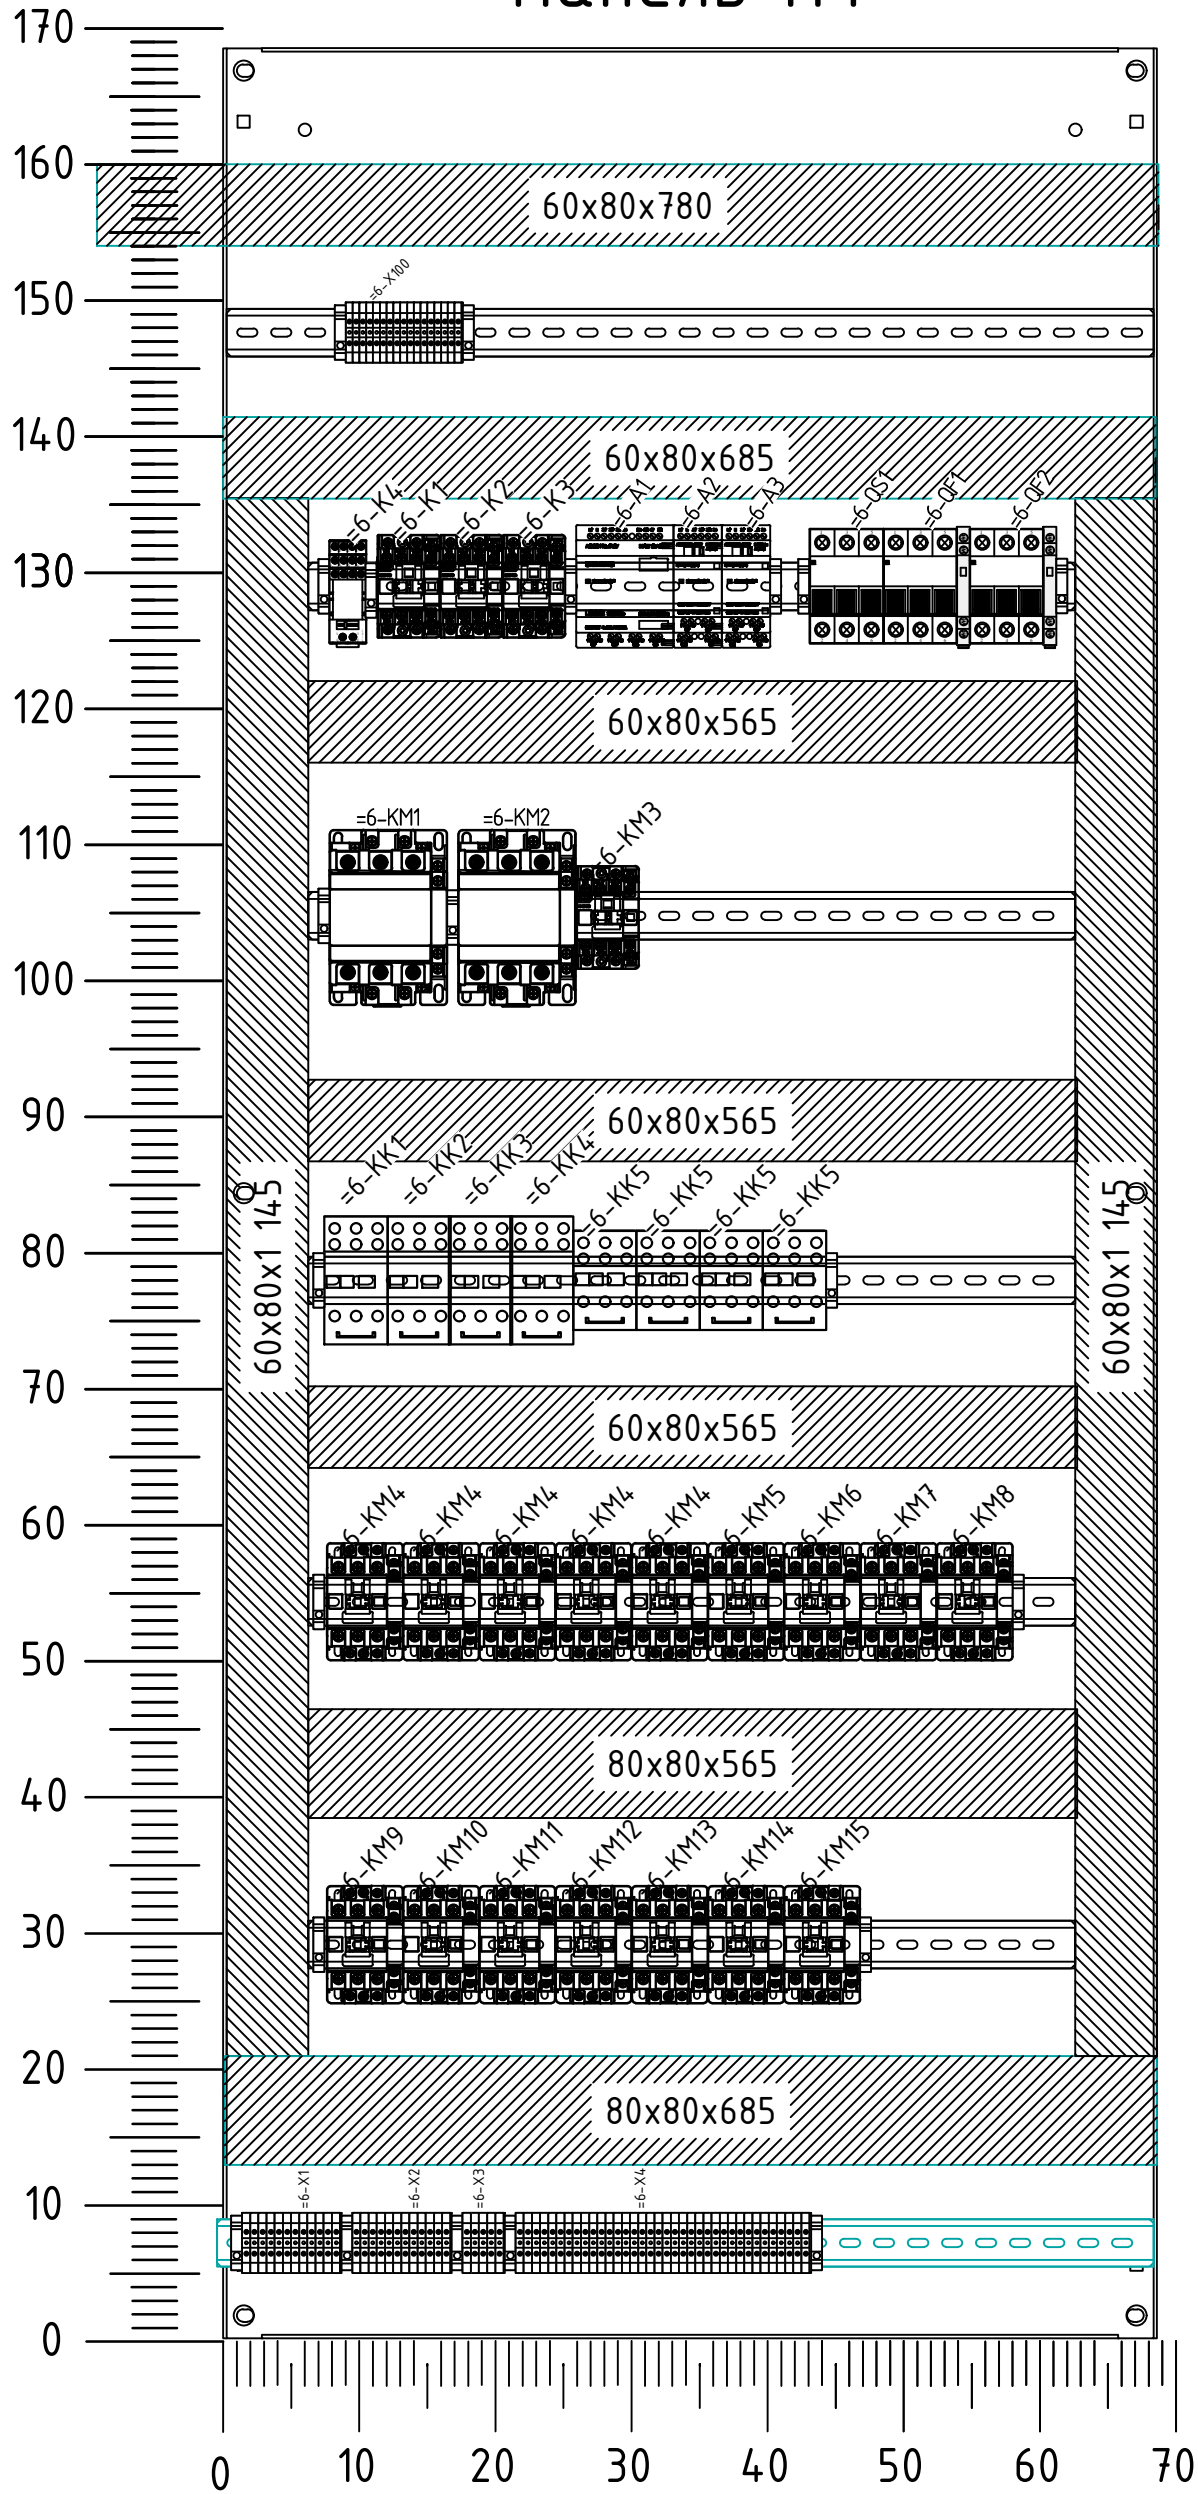 170
160
60x80x780
150
=6-X100
140
60x80x685
=6-K4
=6-K1
=6-K2
=6-K3
=6-A1
=6-A2
=6-A3
=6-QS1
=6-QF1
=6-QF2
130
120
60x80x565
110
=6-KM1
=6-KM2
=6-KM3
100
90
60x80x565
=6-KK1
=6-KK2
=6-KK3
=6-KK4
=6-KK5
=6-KK5
=6-KK5
=6-KK5
60x80x1 145
60x80x1 145
80
70
60x80x565
60
6-KM4
6-KM4
6-KM4
6-KM4
6-KM4
6-KM5
6-KM6
6-KM7
6-KM8
50
80x80x565
40
6-KM9
6-KM10
6-KM11
6-KM12
6-KM13
6-KM14
6-KM15
30
20
80x80x685
10
=6-X1
=6-X2
=6-X3
=6-X4
0
0
10
20
30
40
50
60
70